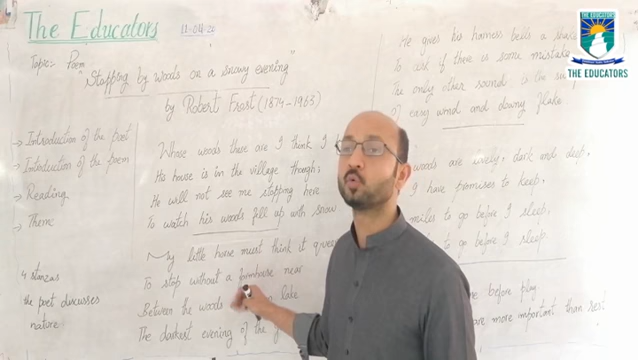 The Educators
11-04-20
Topic:- Poem
"Stopping by woods on a snowy evening"
by Robert Frost (1874-1963)
→ Introduction of the poet
→ Introduction of the poem
→ Reading
→ Theme
4 stanzas
the poet discusses
nature.
Whose woods these are I think I
His house is in the village though;
He will not see me stopping here
To watch his woods fill up with snow
My little horse must think it queer
To stop without a farmhouse near
Between the woods lake
The darkest evening of the
He gives his harness bells a shake
To ask if there is some mistake
The only other sound is the
Of easy wind and downy flake
woods are lovely, dark and deep,
I have promises to keep,
miles to go before I sleep,
to go before I sleep.
before play
are more important than rest
THE EDUCATORS
THE EDUCATORS